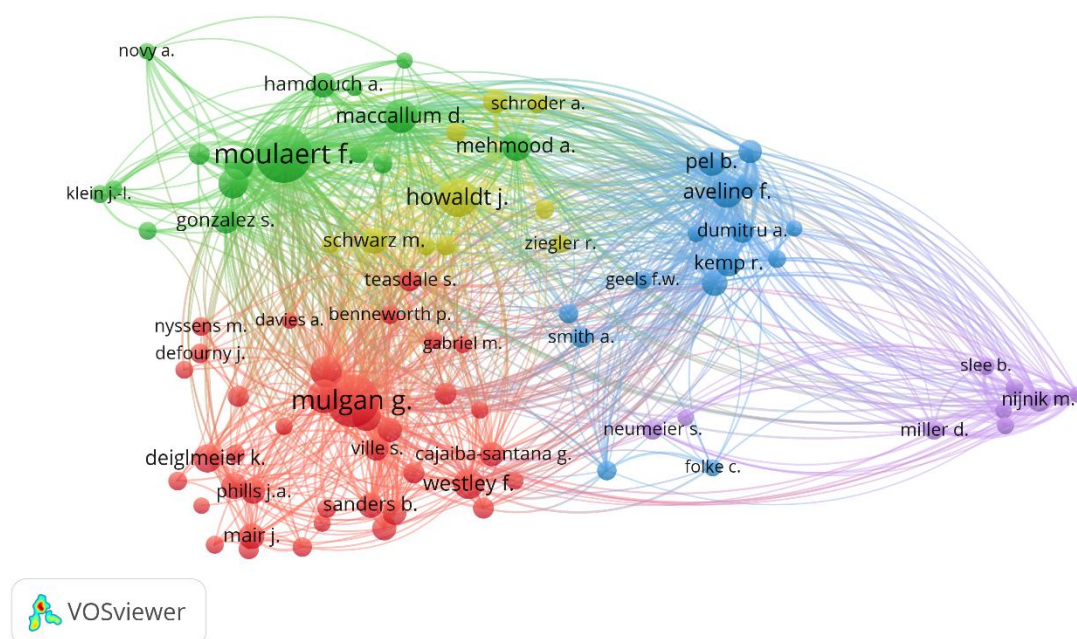 novy a.
hamdouch a.
schroder a.
maccallum d.
mehmood a.
moulaert f.
pel b.
klein j.-l.
howaldt j.
avelino f.
gonzalez s.
dumitru a.
schwarz m.
ziegler r.
kemp r.
teasdale s.
geels f.w.
benneworth p.
davies a.
nyssens m.
smith a.
gabriel m.
defourny j.
slee b.
mulgan g.
nijnik m.
neumeier s.
miller d.
ville s.
cajaiba-santana g.
deiglmeier k.
folke c.
westley f.
phills j.a.
sanders b.
mair j.
VOSviewer